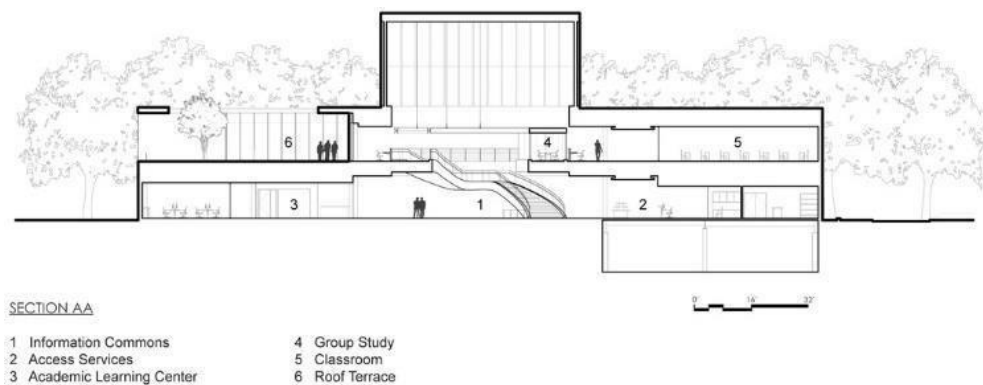 6
4
5
3
1
2
0' 16' 32'
SECTION AA
1 Information Commons
2 Access Services
3 Academic Learning Center
4 Group Study
5 Classroom
6 Roof Terrace